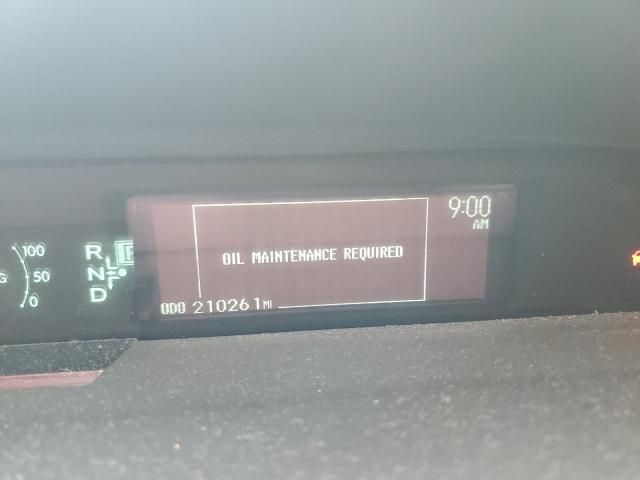 9:00
AM
100
50
0
G
R
P
N
D
OIL MAINTENANCE REQUIRED
ODO 210261 MI